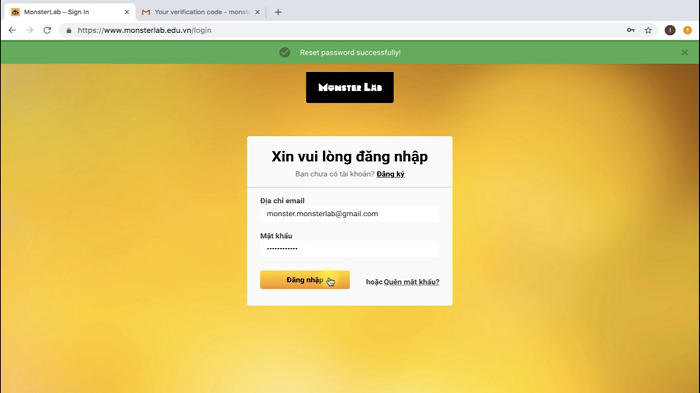 MonsterLab – Sign In
Your verification code - monste
https://www.monsterlab.edu.vn/login
Reset password successfully!
MONSTER LAB
Xin vui lòng đăng nhập
Bạn chưa có tài khoản? Đăng ký
Địa chỉ email
monster.monsterlab@gmail.com
Mật khẩu
••••••••••••
Đăng nhập
hoặc Quên mật khẩu?